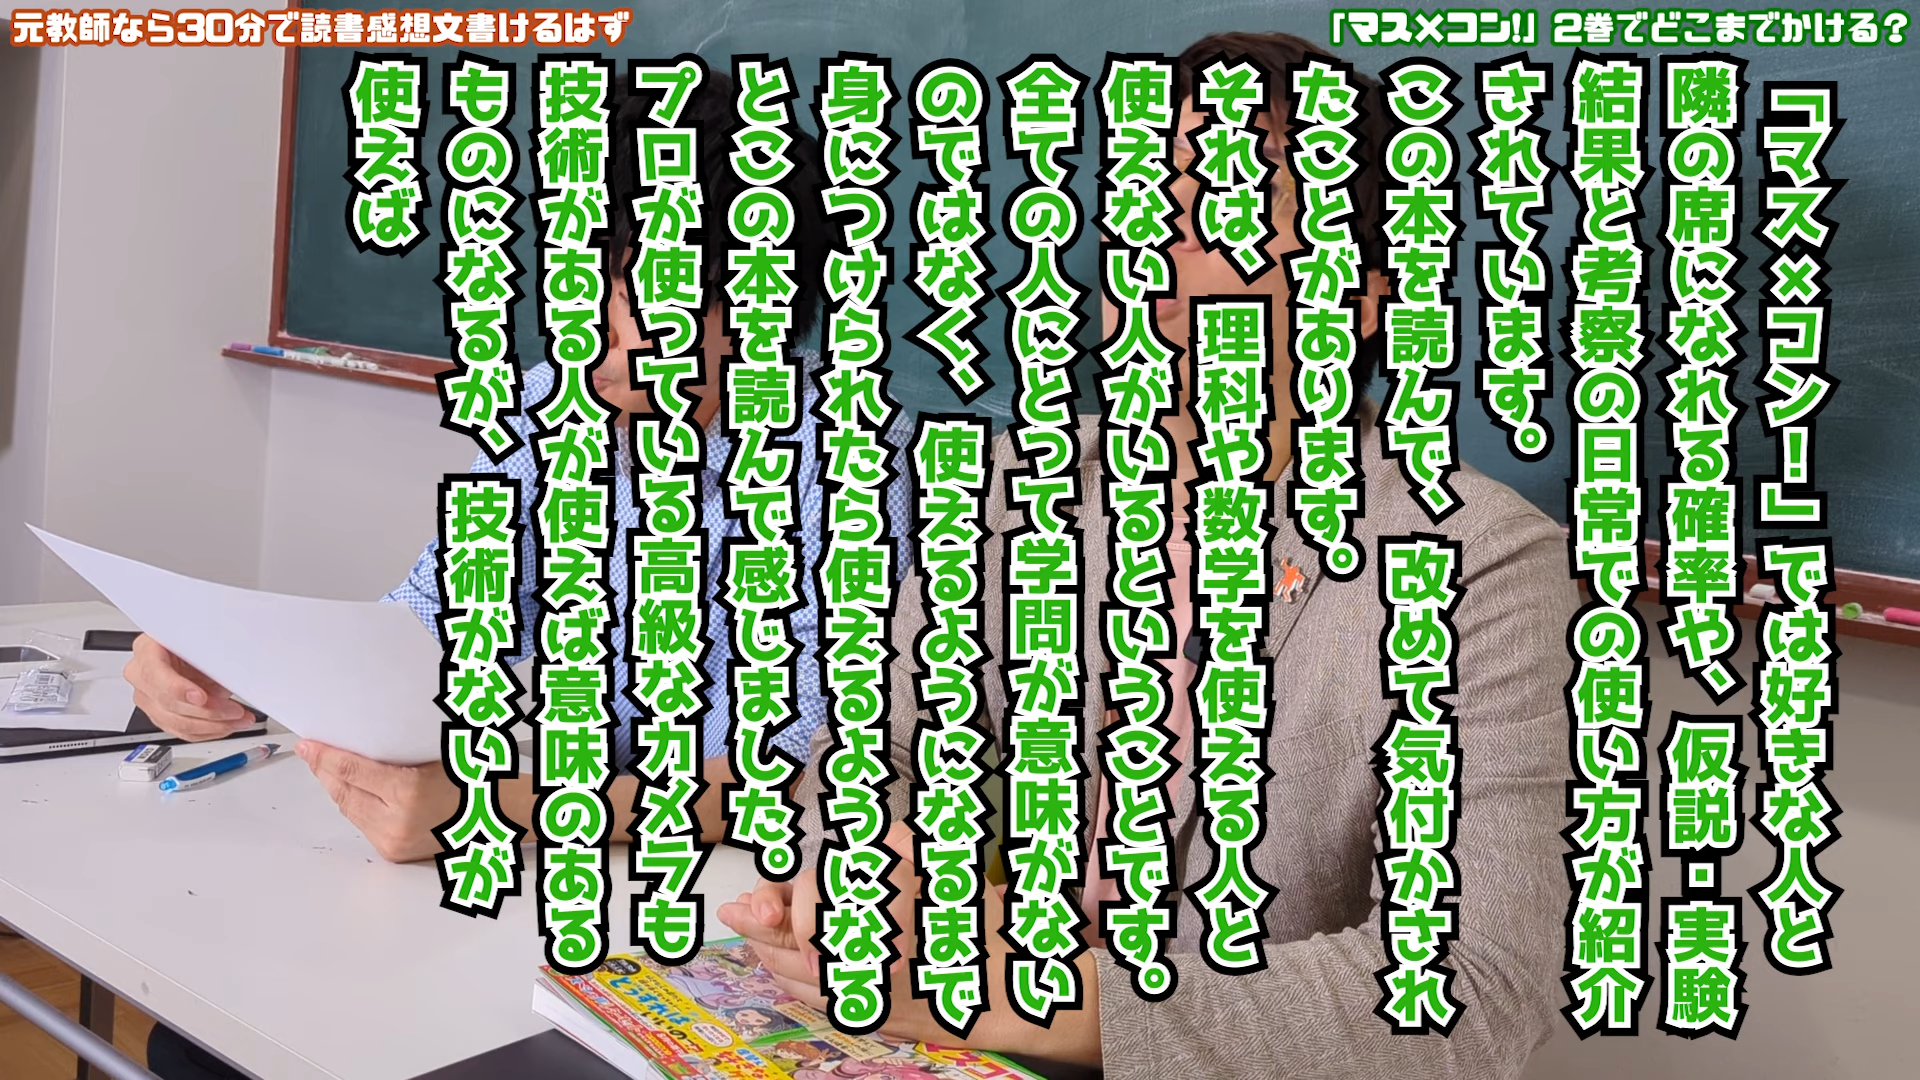 元教師なら30分で読書感想文書けるはず
「マス×コン!」2巻でどこまでかける?
「マス×コン!」では好きな人と
隣の席になれる確率や、仮説・実験
結果と考察の日常での使い方が紹介
されています。
この本を読んで、改めて気付かされ
たことがあります。
それは、理科や数学を使える人と
使えない人がいるということです。
全ての人にとって学問が意味がない
のではなく、使えるようになるまで
身につけられたら使えるようになる
とこの本を読んで感じました。
プロが使っている高級なカメラも
技術がある人が使えば意味のある
ものになるが、技術がない人が
使えば